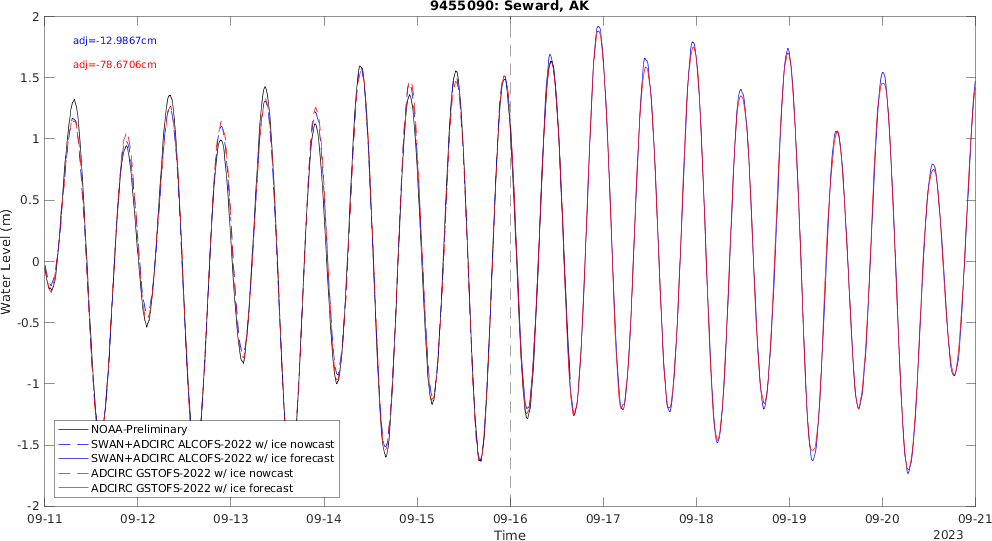 9455090: Seward, AK
adj=-12.9867cm
adj=-78.6706cm
Water Level (m)
2
1.5
1
0.5
0
-0.5
-1
-1.5
-2
NOAA-Preliminary
SWAN+ADCIRC ALCOFS-2022 w/ ice nowcast
SWAN+ADCIRC ALCOFS-2022 w/ ice forecast
ADCIRC GSTOFS-2022 w/ ice nowcast
ADCIRC GSTOFS-2022 w/ ice forecast
09-11 09-12 09-13 09-14 09-15 09-16 09-17 09-18 09-19 09-20 09-21
Time
2023